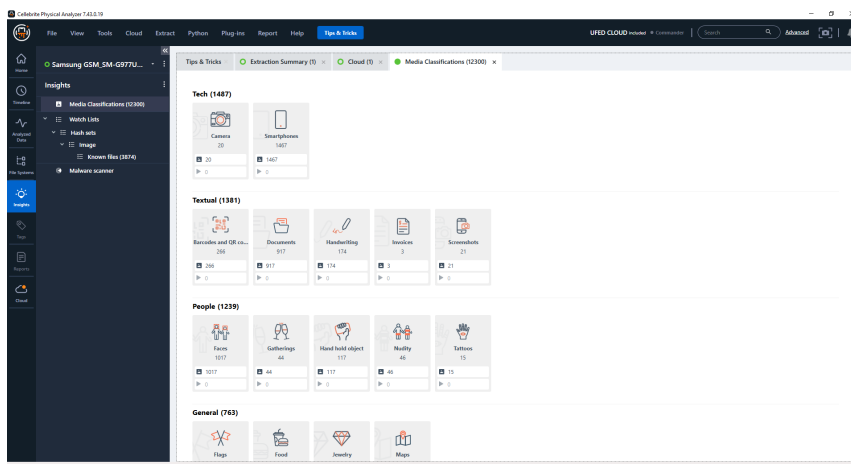 Cellebrite Physical Analyzer 7.43.0.19
File View Tools Cloud Extract Python Plug-ins Report Help Tips & Tricks
UFED CLOUD included Commander Search Advanced
Home
Timeline
Analyzed Data
File Systems
Insights
Tags
Reports
Cloud
Samsung GSM_SM-G977U...
Insights
Media Classifications (12300)
Watch Lists
Hash sets
Image
Known files (3874)
Malware scanner
Tips & Tricks Extraction Summary (1) × Cloud (1) × Media Classifications (12300) ×
Tech (1487)
Camera Smartphones
20 1467
20 1467
0 0
Textual (1381)
Barcodes and QR co... Documents Handwriting Invoices Screenshots
266 917 174 3 21
266 917 174 3 21
0 0 0 0 0
People (1239)
Faces Gatherings Hand hold object Nudity Tattoos
1017 44 117 46 15
1017 44 117 46 15
0 0 0 0 0
General (763)
Flags Food Jewelry Maps